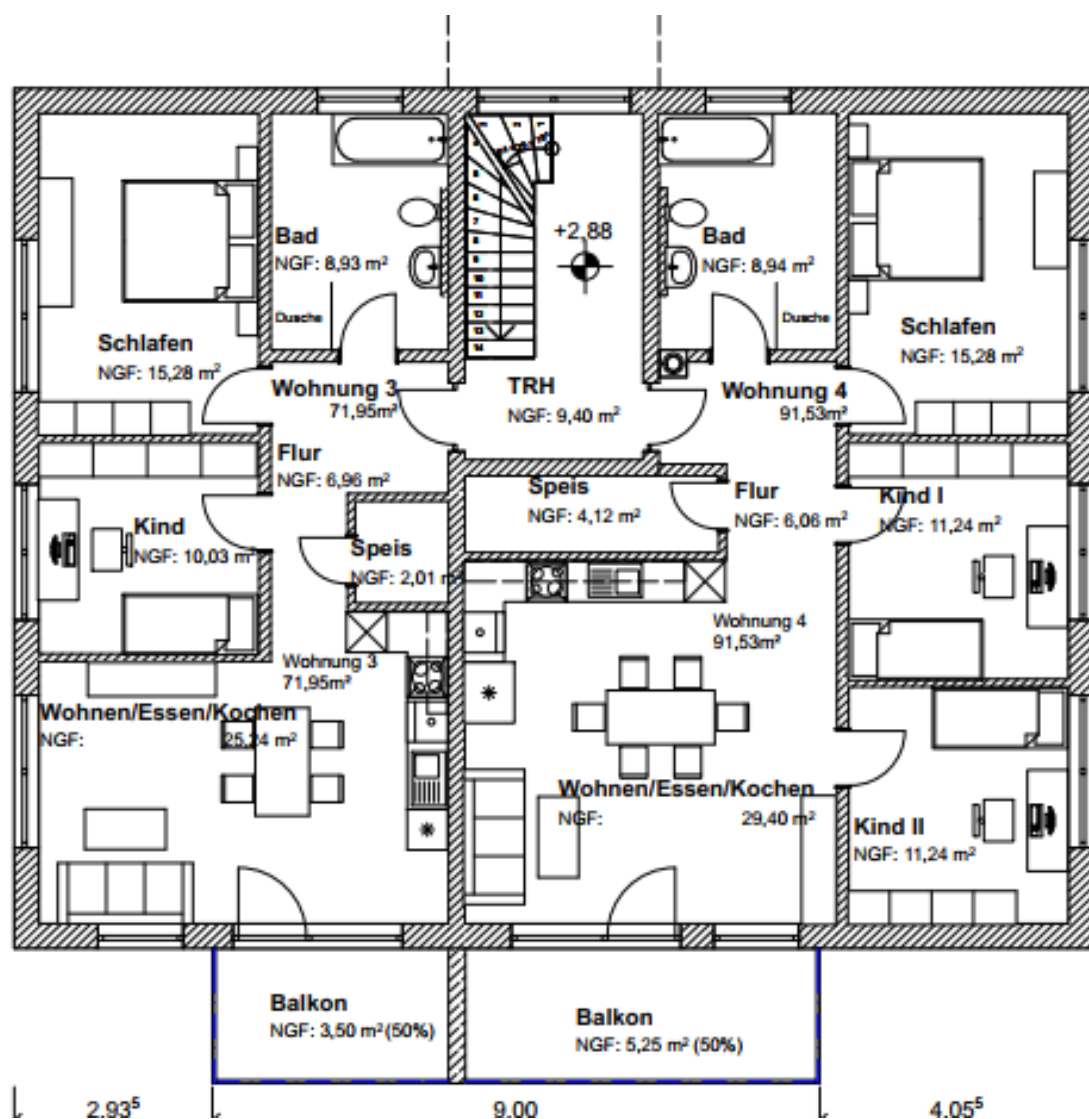 +2,88
Bad
NGF: 8,93 m²
Dusche
Bad
NGF: 8,94 m²
Dusche
Schlafen
NGF: 15,28 m²
Schlafen
NGF: 15,28 m²
Wohnung 3
71,95m²
TRH
NGF: 9,40 m²
Wohnung 4
91,53m²
Flur
NGF: 6,96 m²
Speis
NGF: 4,12 m²
Flur
NGF: 6,06 m²
Kind I
NGF: 11,24 m²
Kind
NGF: 10,03 m²
Speis
NGF: 2,01 m²
Wohnung 3
71,95m²
Wohnung 4
91,53m²
Wohnen/Essen/Kochen
NGF: 25,24 m²
Wohnen/Essen/Kochen
NGF: 29,40 m²
Kind II
NGF: 11,24 m²
Balkon
NGF: 3,50 m² (50%)
Balkon
NGF: 5,25 m² (50%)
2.93⁵ 9.00 4.05⁵